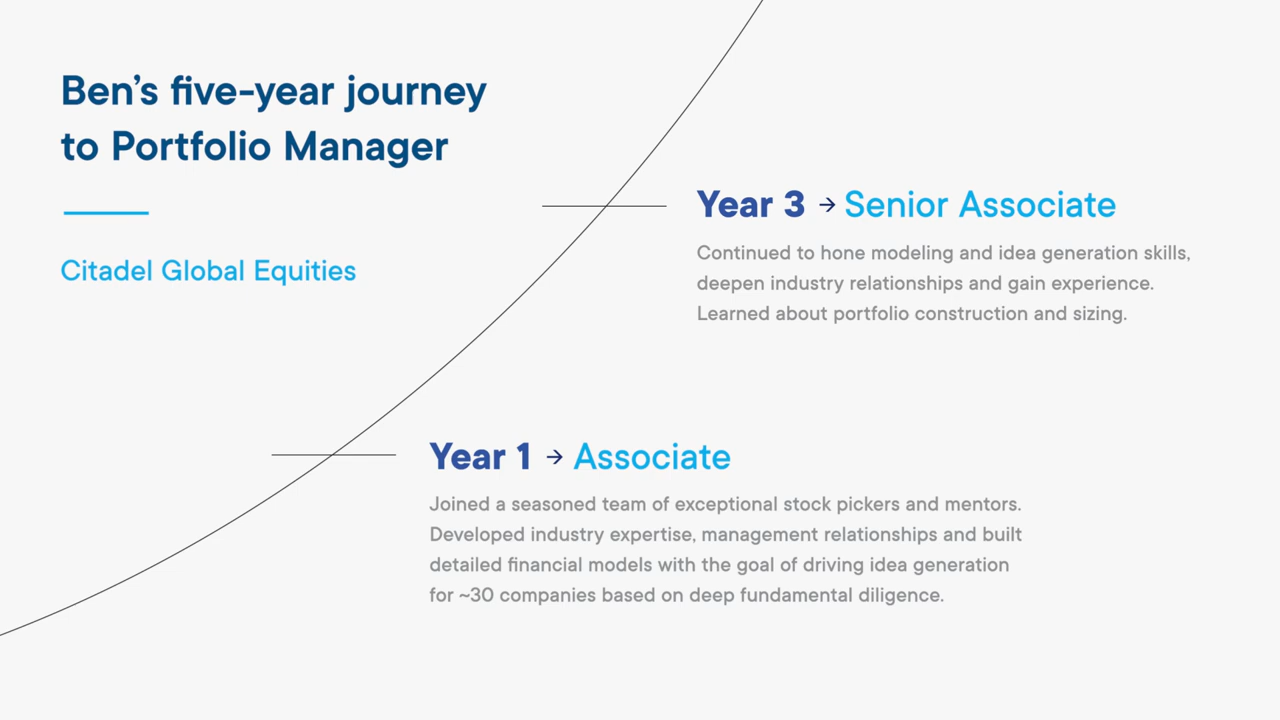 Ben’s five-year journey
to Portfolio Manager
Citadel Global Equities
Year 3 → Senior Associate
Continued to hone modeling and idea generation skills,
deepen industry relationships and gain experience.
Learned about portfolio construction and sizing.
Year 1 → Associate
Joined a seasoned team of exceptional stock pickers and mentors.
Developed industry expertise, management relationships and built
detailed financial models with the goal of driving idea generation
for ~30 companies based on deep fundamental diligence.